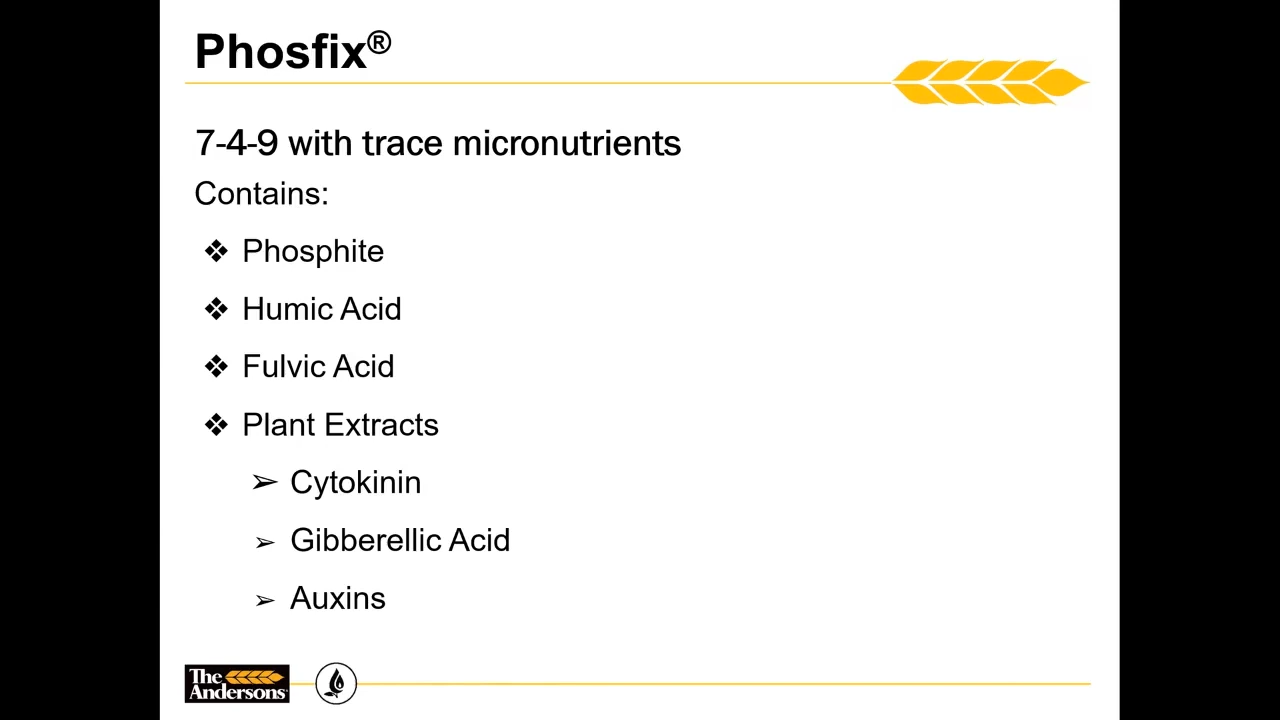 Phosfix®
7-4-9 with trace micronutrients
Contains:
❖ Phosphite
❖ Humic Acid
❖ Fulvic Acid
❖ Plant Extracts
➢ Cytokinin
➢ Gibberellic Acid
➢ Auxins
The
Andersons